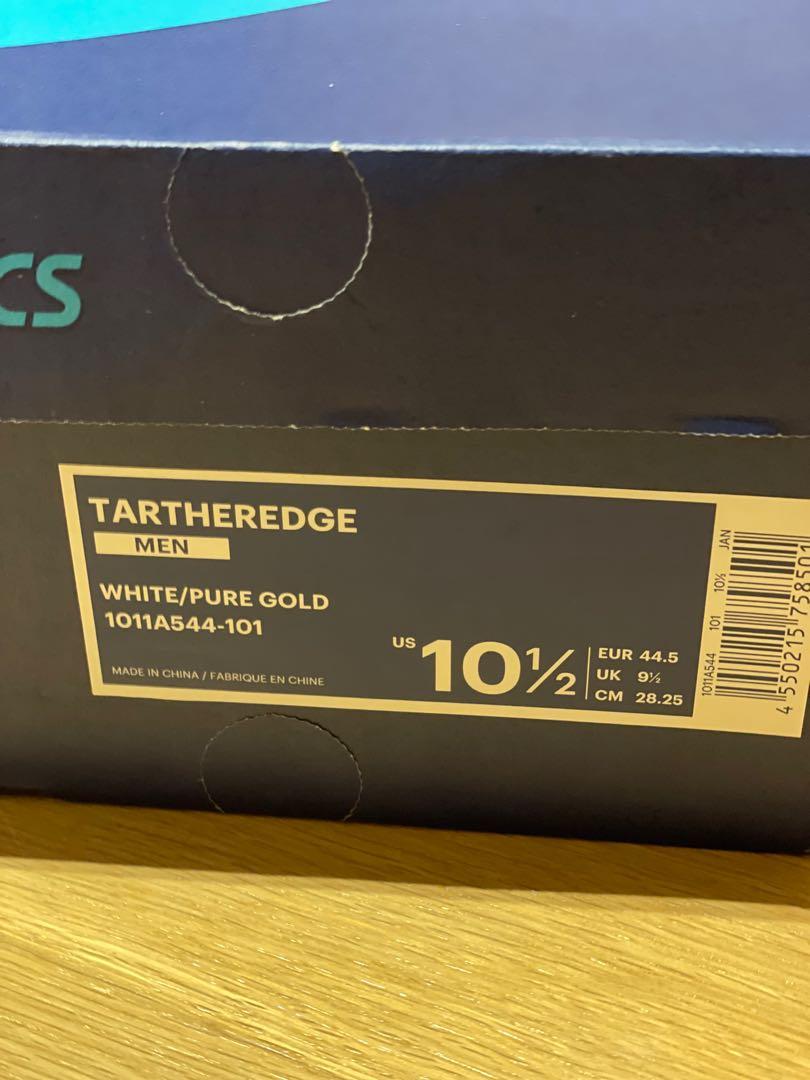 CS
TARTHEREDGE
MEN
WHITE/PURE GOLD
1011A544-101
MADE IN CHINA / FABRIQUE EN CHINE
US 10½
EUR 44.5
UK 9½
CM 28.25
1011A544 101 10½ JAN
4 550215 758501